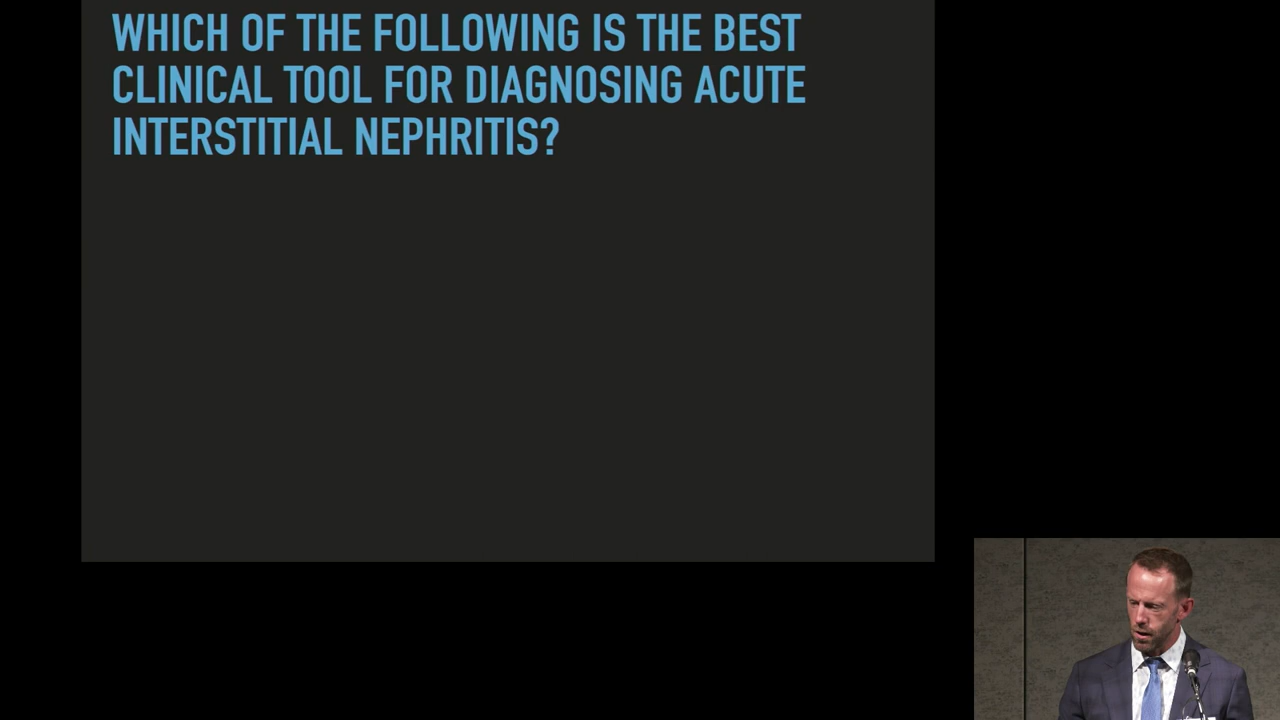 WHICH OF THE FOLLOWING IS THE BEST
CLINICAL TOOL FOR DIAGNOSING ACUTE
INTERSTITIAL NEPHRITIS?